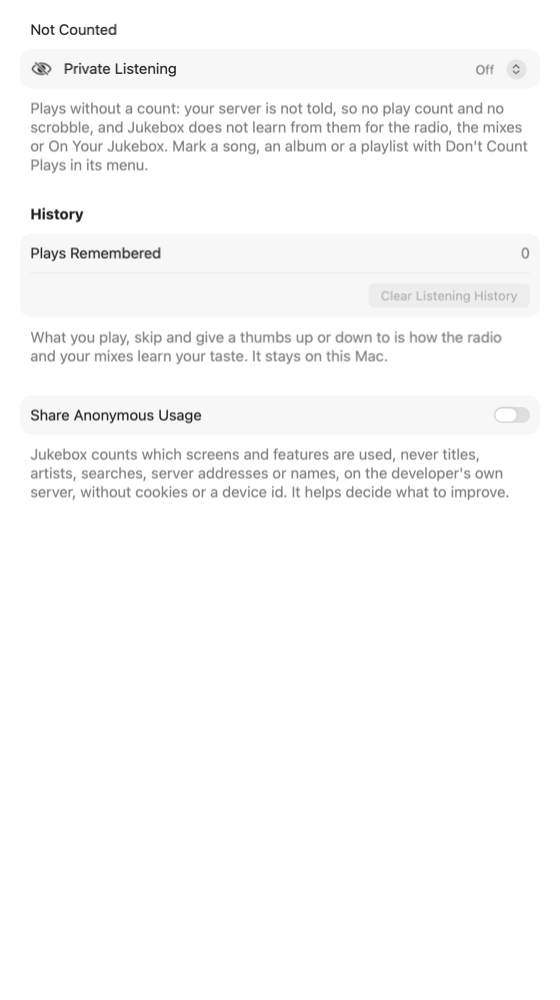 Not Counted
Private Listening Off
Plays without a count: your server is not told, so no play count and no
scrobble, and Jukebox does not learn from them for the radio, the mixes
or On Your Jukebox. Mark a song, an album or a playlist with Don't Count
Plays in its menu.
History
Plays Remembered 0
Clear Listening History
What you play, skip and give a thumbs up or down to is how the radio
and your mixes learn your taste. It stays on this Mac.
Share Anonymous Usage
Jukebox counts which screens and features are used, never titles,
artists, searches, server addresses or names, on the developer's own
server, without cookies or a device id. It helps decide what to improve.